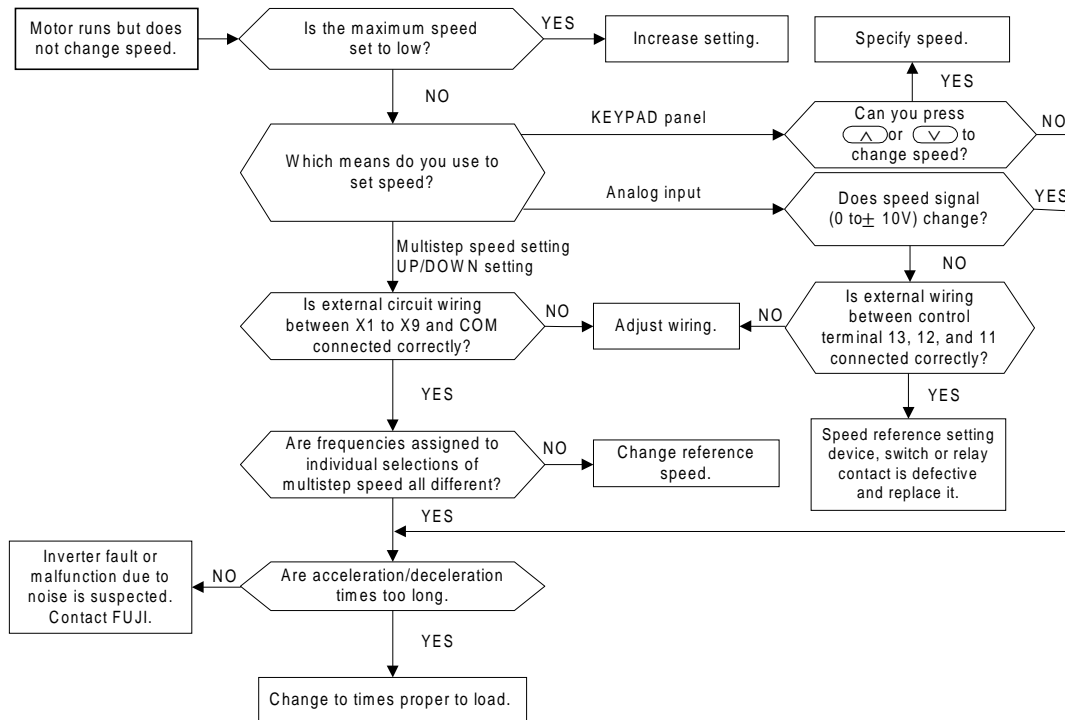 Motor runs but does
not change speed.
Is the maximum speed
set to low?
YES
Increase setting.
Specify speed.
YES
NO
KEYPAD panel
Can you press
∧ or ∨ to
change speed?
NO
Which means do you use to
set speed?
Analog input
Does speed signal
(0 to± 10V) change?
YES
Multistep speed setting
UP/DOWN setting
NO
Is external circuit wiring
between X1 to X9 and COM
connected correctly?
NO
Adjust wiring.
NO
Is external wiring
between control
terminal 13, 12, and 11
connected correctly?
YES
YES
Are frequencies assigned to
individual selections of
multistep speed all different?
NO
Change reference
speed.
Speed reference setting
device, switch or relay
contact is defective
and replace it.
YES
Inverter fault or
malfunction due to
noise is suspected.
Contact FUJI.
NO
Are acceleration/deceleration
times too long.
YES
Change to times proper to load.